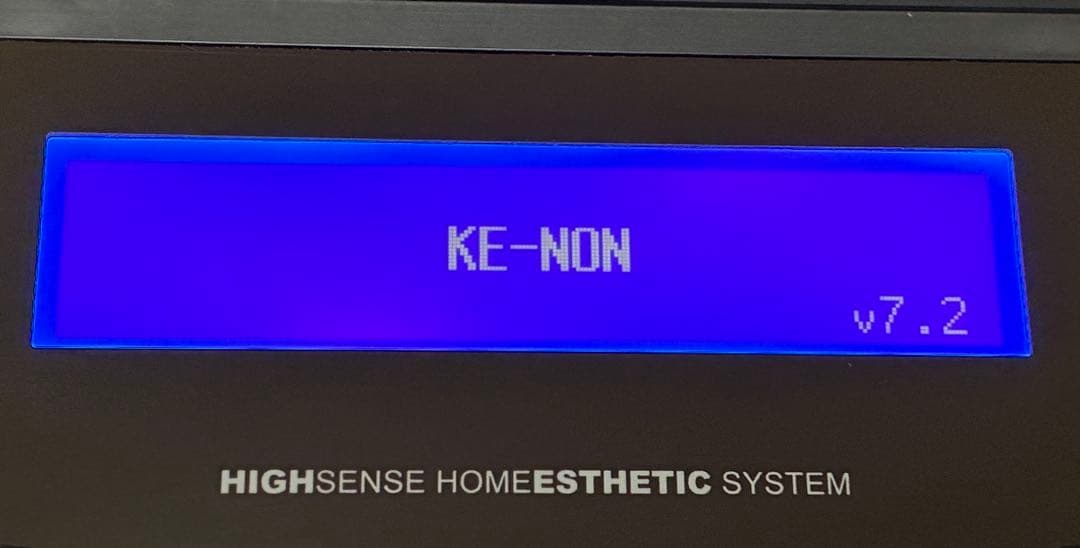 KE-NON
v7.2
HIGHSENSE HOMEESTHETIC SYSTEM